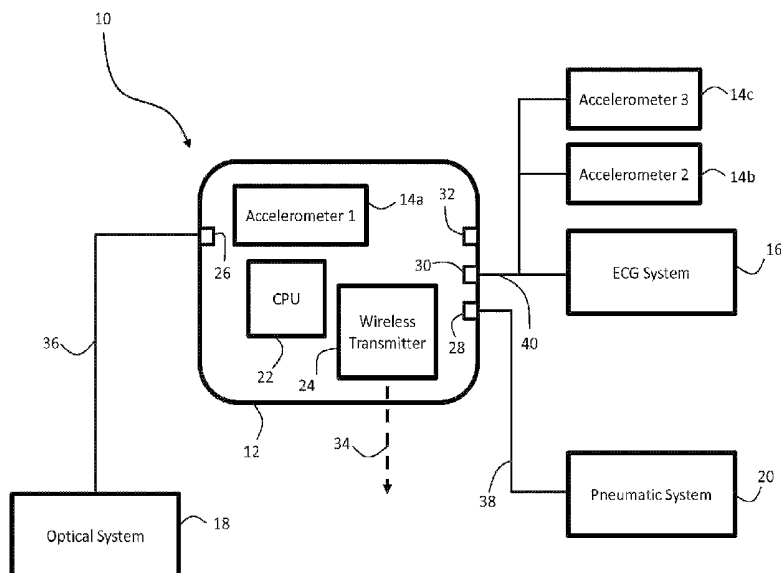 10
Accelerometer 3
14c
Accelerometer 2
14b
Accelerometer 1
14a
32
26
30
ECG System
16
CPU
Wireless
Transmitter
28
40
36
22
24
12
34
38
Pneumatic System
20
Optical System
18